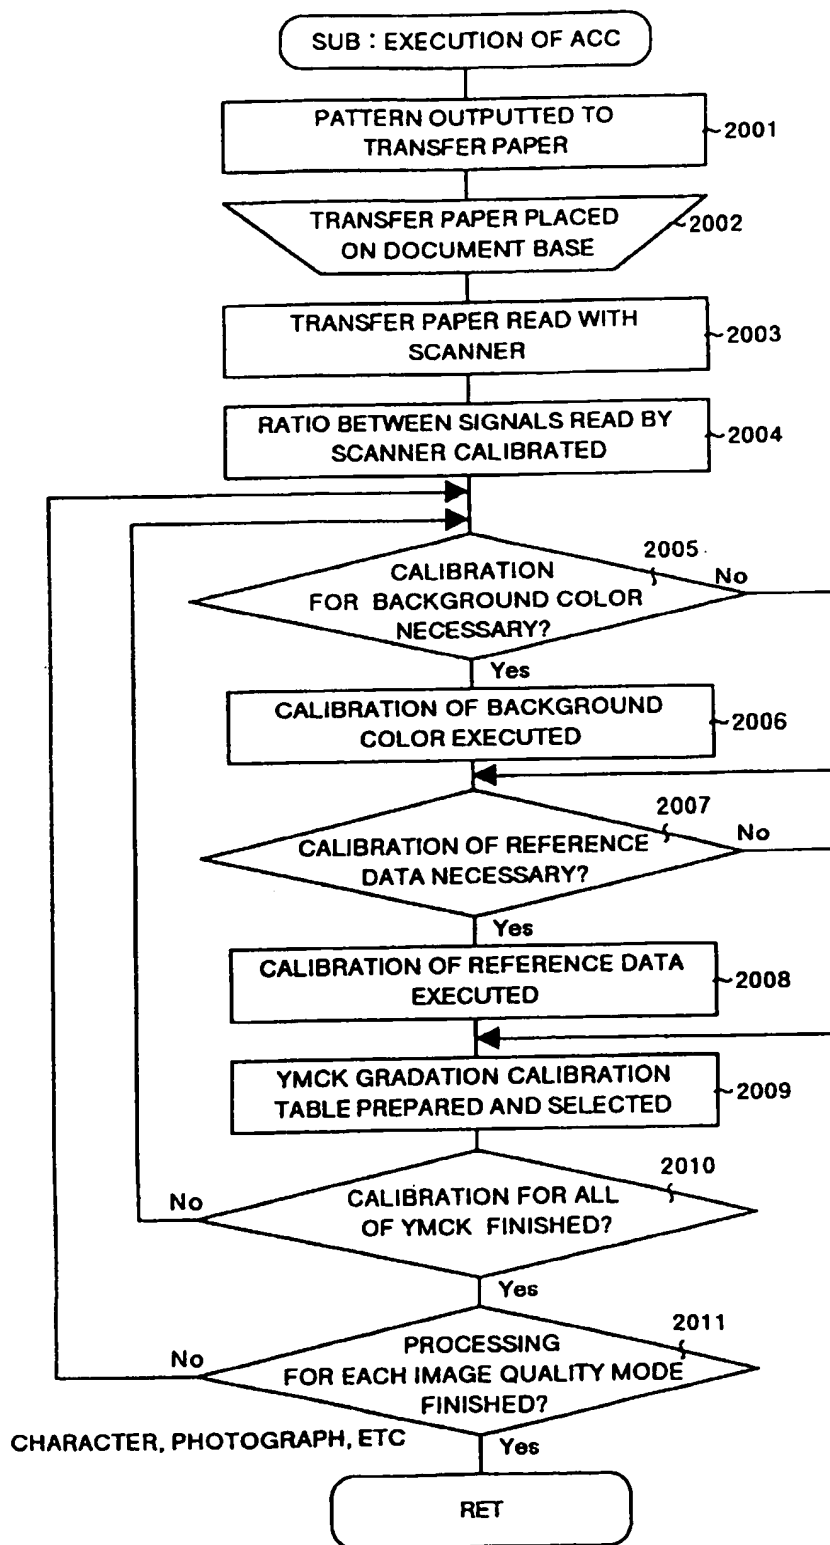 SUB : EXECUTION OF ACC
PATTERN OUTPUTTED TO
TRANSFER PAPER
2001
TRANSFER PAPER PLACED
ON DOCUMENT BASE
2002
TRANSFER PAPER READ WITH
SCANNER
2003
RATIO BETWEEN SIGNALS READ BY
SCANNER CALIBRATED
2004
2005
CALIBRATION
FOR BACKGROUND COLOR
NECESSARY?
No
Yes
CALIBRATION OF BACKGROUND
COLOR EXECUTED
2006
2007
CALIBRATION OF REFERENCE
DATA NECESSARY?
No
Yes
CALIBRATION OF REFERENCE DATA
EXECUTED
2008
YMCK GRADATION CALIBRATION
TABLE PREPARED AND SELECTED
2009
2010
CALIBRATION FOR ALL
OF YMCK FINISHED?
No
Yes
2011
PROCESSING
FOR EACH IMAGE QUALITY MODE
FINISHED?
No
CHARACTER, PHOTOGRAPH, ETC
Yes
RET